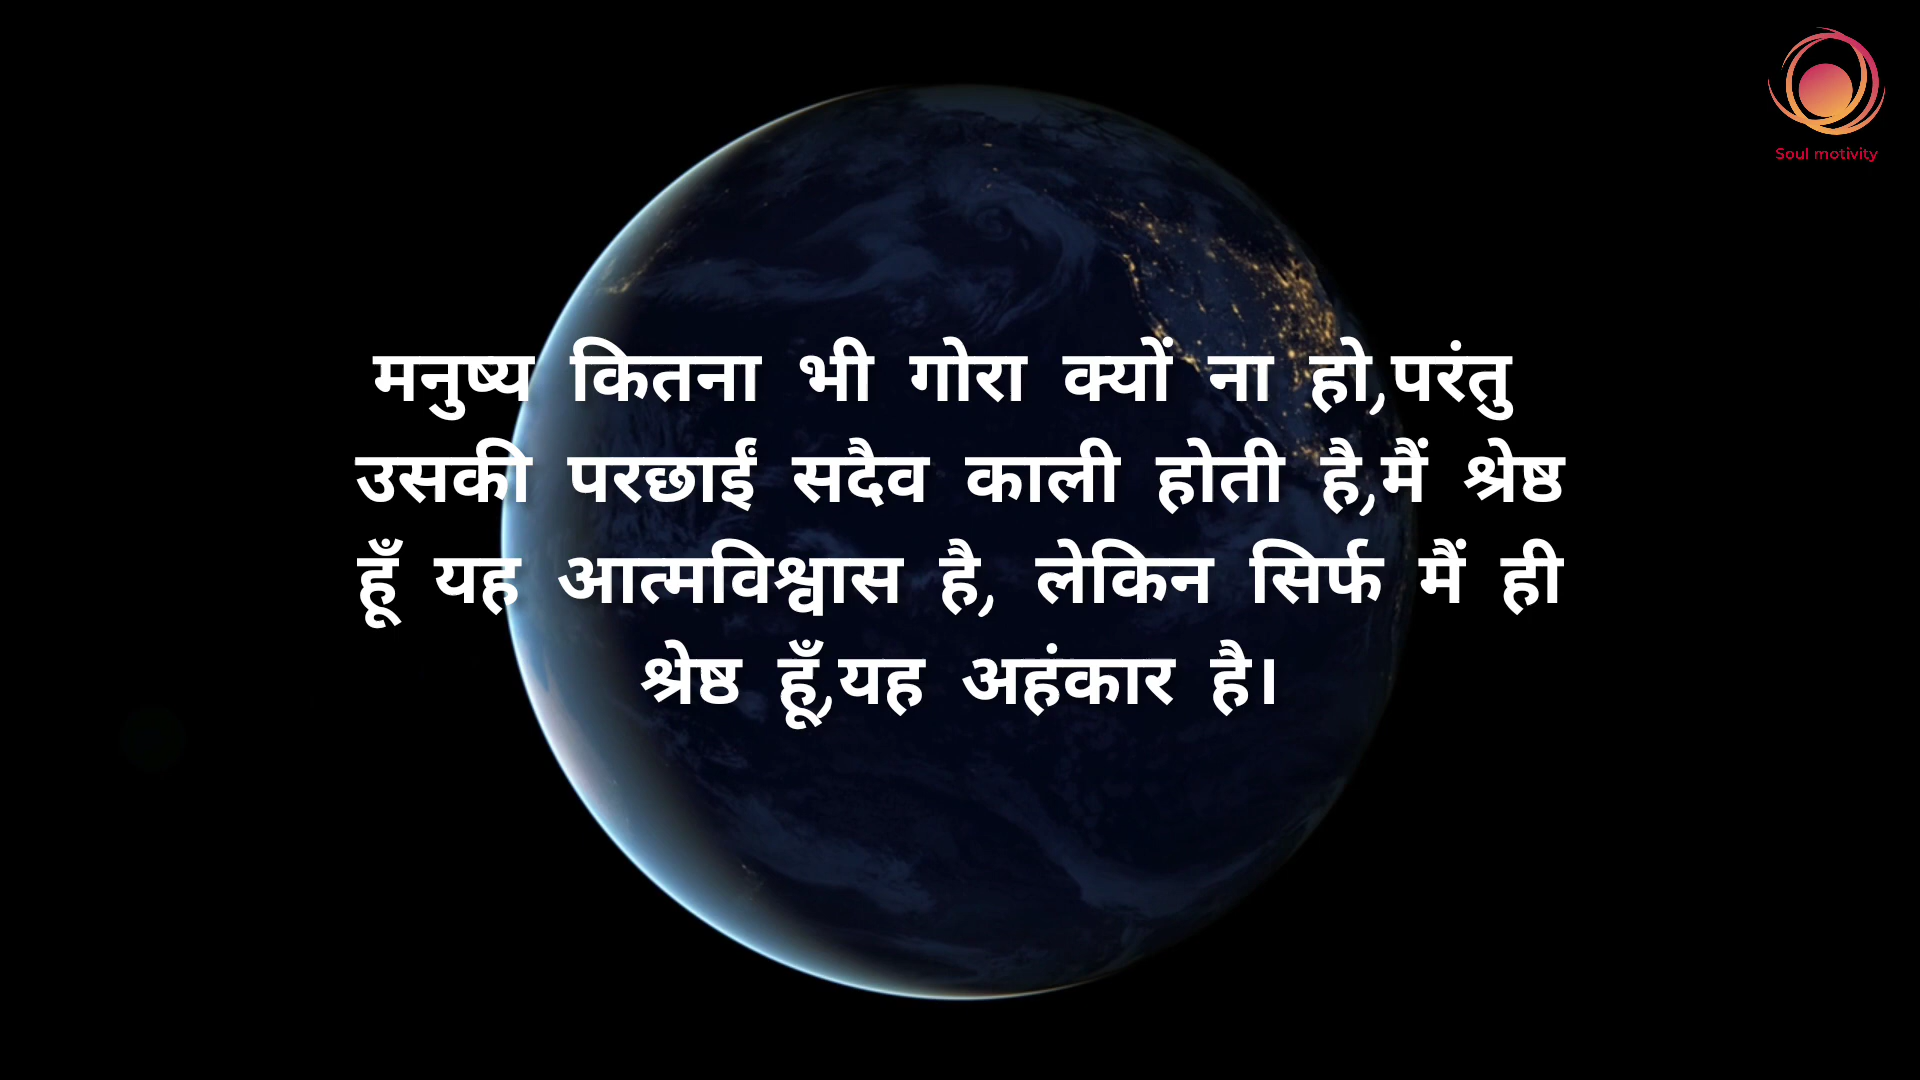 Soul motivity
मनुष्य कितना भी गोरा क्यों ना हो,परंतु
उसकी परछाईं सदैव काली होती है,मैं श्रेष्ठ
हूँ यह आत्मविश्वास है, लेकिन सिर्फ मैं ही
श्रेष्ठ हूँ,यह अहंकार है।